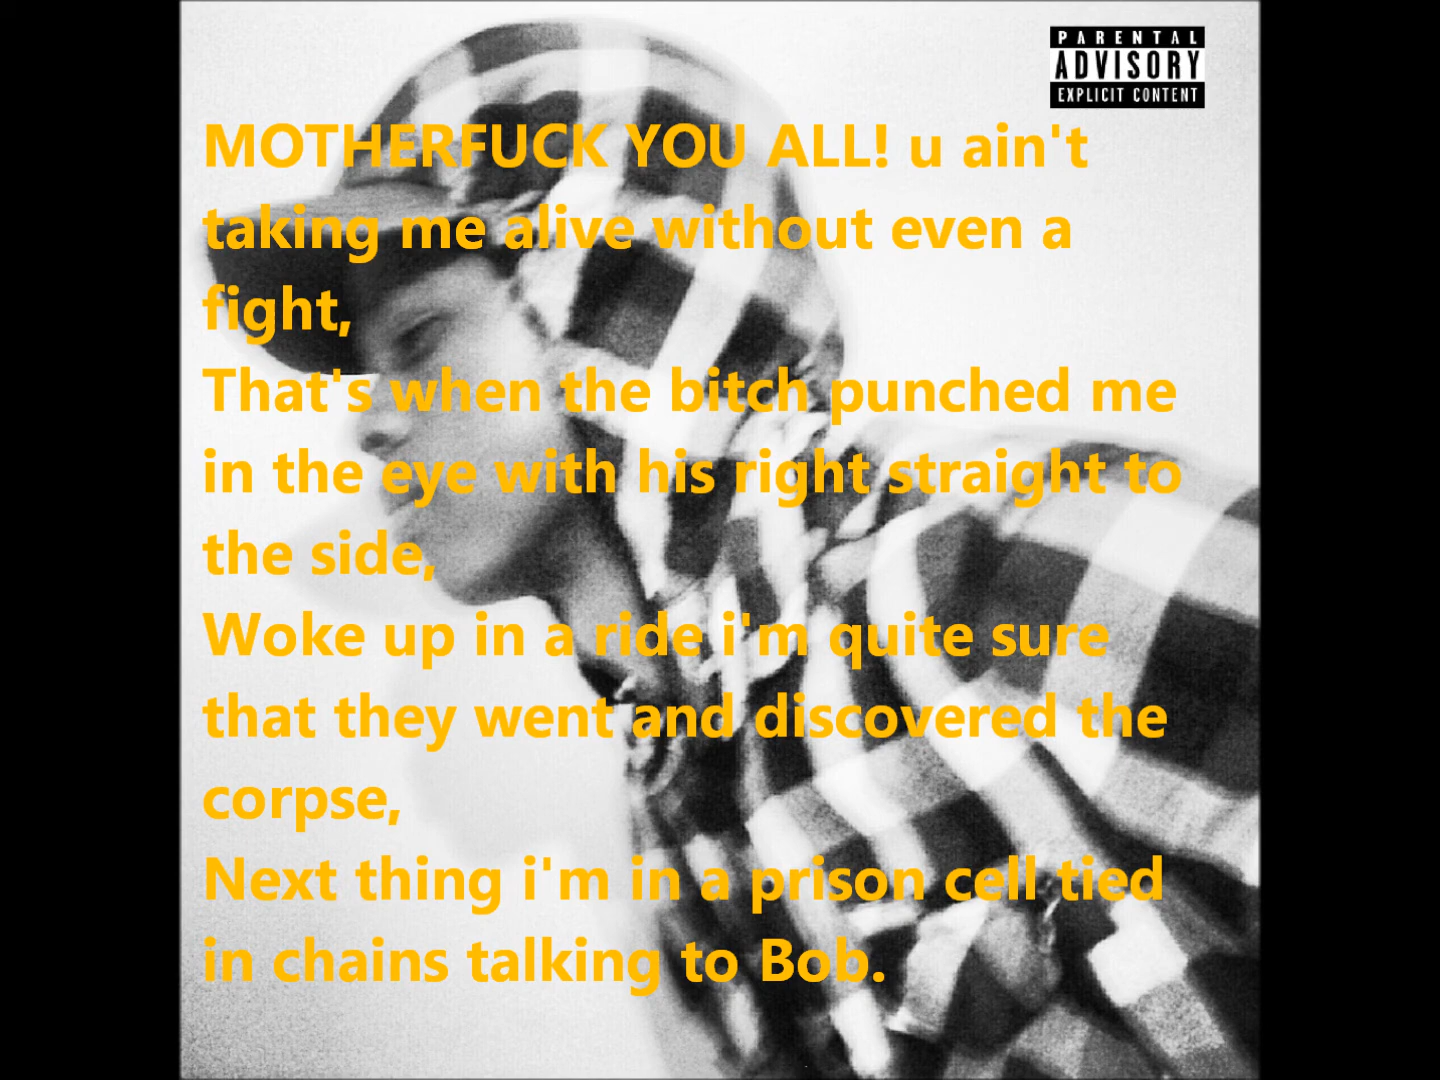 PARENTAL
ADVISORY
EXPLICIT CONTENT
MOTHERFUCK YOU ALL! u ain't
taking me alive without even a
fight,
That's when the bitch punched me
in the eye with his right straight to
the side,
Woke up in a ride i'm quite sure
that they went and discovered the
corpse,
Next thing i'm in a prison cell tied
in chains talking to Bob.